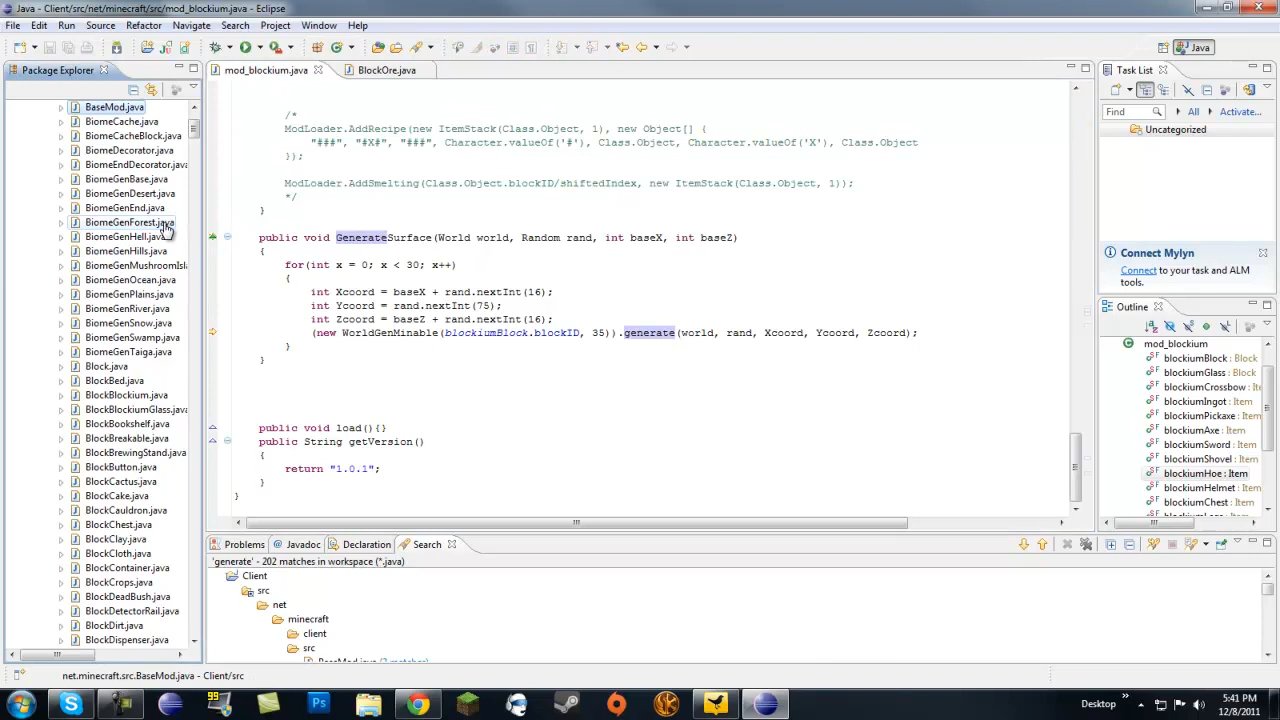 Java - Client/src/net/minecraft/src/mod_blockium.java - Eclipse
File Edit Run Source Refactor Navigate Search Project Window Help
Java
Package Explorer
BaseMod.java
BiomeCache.java
BiomeCacheBlock.java
BiomeDecorator.java
BiomeEndDecorator.java
BiomeGenBase.java
BiomeGenDesert.java
BiomeGenEnd.java
BiomeGenForest.java
BiomeGenHell.java
BiomeGenHills.java
BiomeGenMushroomIsla
BiomeGenOcean.java
BiomeGenPlains.java
BiomeGenRiver.java
BiomeGenSnow.java
BiomeGenSwamp.java
BiomeGenTaiga.java
Block.java
BlockBed.java
BlockBlockium.java
BlockBlockiumGlass.java
BlockBookshelf.java
BlockBreakable.java
BlockBrewingStand.java
BlockButton.java
BlockCactus.java
BlockCake.java
BlockCauldron.java
BlockChest.java
BlockClay.java
BlockCloth.java
BlockContainer.java
BlockCrops.java
BlockDeadBush.java
BlockDetectorRail.java
BlockDirt.java
BlockDispenser.java
mod_blockium.java BlockOre.java
/*
ModLoader.AddRecipe(new ItemStack(Class.Object, 1), new Object[] {
"###", "#X#", "###", Character.valueOf('#'), Class.Object, Character.valueOf('X'), Class.Object
});
ModLoader.AddSmelting(Class.Object.blockID/shiftedIndex, new ItemStack(Class.Object, 1));
*/
}
public void GenerateSurface(World world, Random rand, int baseX, int baseZ)
{
for(int x = 0; x < 30; x++)
{
int Xcoord = baseX + rand.nextInt(16);
int Ycoord = rand.nextInt(75);
int Zcoord = baseZ + rand.nextInt(16);
(new WorldGenMinable(blockiumBlock.blockID, 35)).generate(world, rand, Xcoord, Ycoord, Zcoord);
}
}
public void load(){}
public String getVersion()
{
return "1.0.1";
}
}
Problems Javadoc Declaration Search
'generate' - 202 matches in workspace (*.java)
Client
src
net
minecraft
client
src
BaseMod.java (2 matches)
Task List
Find All Activate...
Uncategorized
Connect Mylyn
Connect to your task and ALM
tools.
Outline
mod_blockium
blockiumBlock : Block
blockiumGlass : Block
blockiumCrossbow : Item
blockiumIngot : Item
blockiumPickaxe : Item
blockiumAxe : Item
blockiumSword : Item
blockiumShovel : Item
blockiumHoe : Item
blockiumHelmet : Item
blockiumChest : Item
net.minecraft.src.BaseMod.java - Client/src
99
Ps
Desktop
5:41 PM
12/8/2011